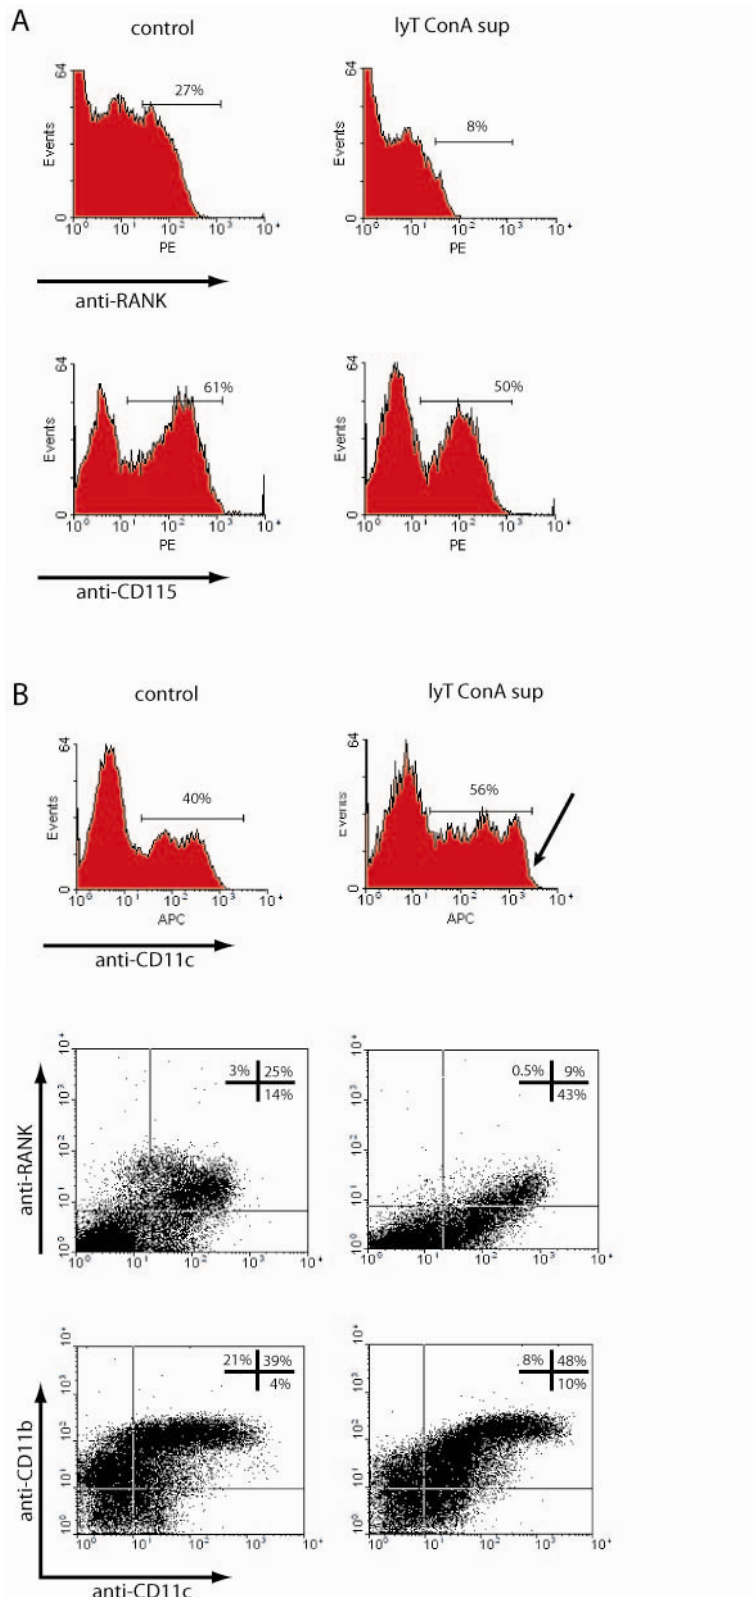 A
control
lyT ConA sup
64
Events
0
27%
10⁰ 10¹ 10² 10³ 10⁴
PE
64
Events
0
8%
10⁰ 10¹ 10² 10³ 10⁴
PE
anti-RANK
64
Events
0
61%
10⁰ 10¹ 10² 10³ 10⁴
PE
64
Events
0
50%
10⁰ 10¹ 10² 10³ 10⁴
PE
anti-CD115
B
control
lyT ConA sup
64
Events
0
40%
10⁰ 10¹ 10² 10³ 10⁴
APC
64
Events
0
56%
10⁰ 10¹ 10² 10³ 10⁴
APC
anti-CD11c
anti-RANK
10⁴
10³
10²
10¹
10⁰
3% 25%
14%
10⁰ 10¹ 10² 10³ 10⁴
10⁴
10³
10²
10¹
10⁰
0.5% 9%
43%
10⁰ 10¹ 10² 10³ 10⁴
anti-CD11b
10⁴
10³
10²
10¹
10⁰
21% 39%
4%
10⁰ 10¹ 10² 10³ 10⁴
10⁴
10³
10²
10¹
10⁰
8% 48%
10%
10⁰ 10¹ 10² 10³ 10⁴
anti-CD11c